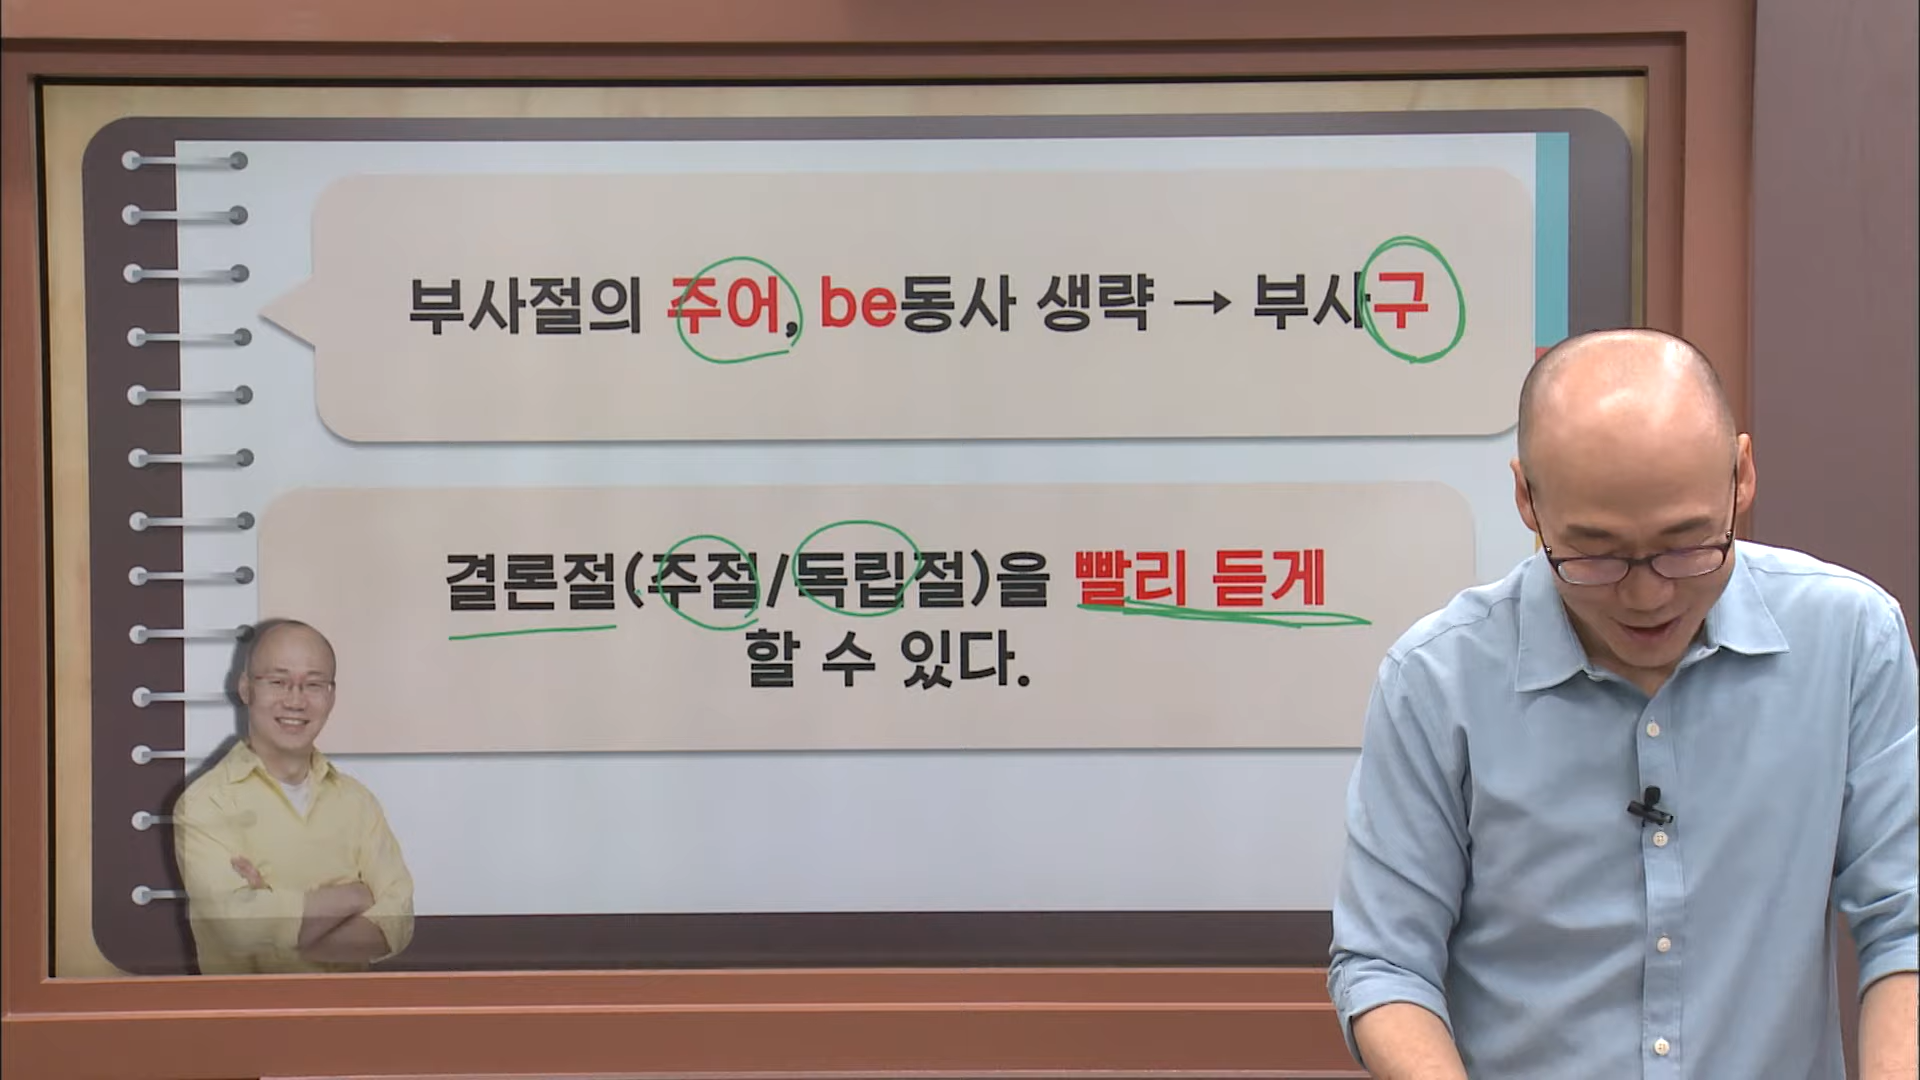 부사절의 주어, be동사 생략 → 부사구
결론절(주절/독립절)을 빨리 듣게
할 수 있다.